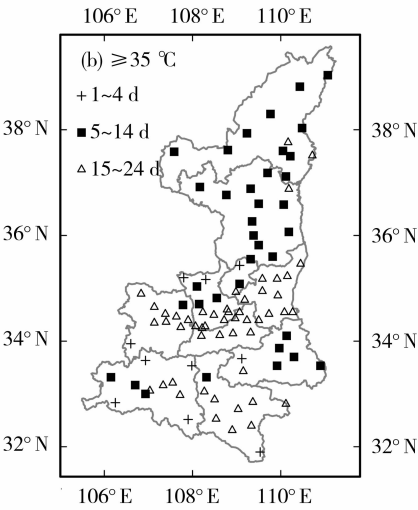 106° E 108° E 110° E
(b) ⩾35 ℃
+ 1~4 d
■ 5~14 d
△ 15~24 d
38° N 38° N
36° N 36° N
34° N 34° N
32° N 32° N
106° E 108° E 110° E